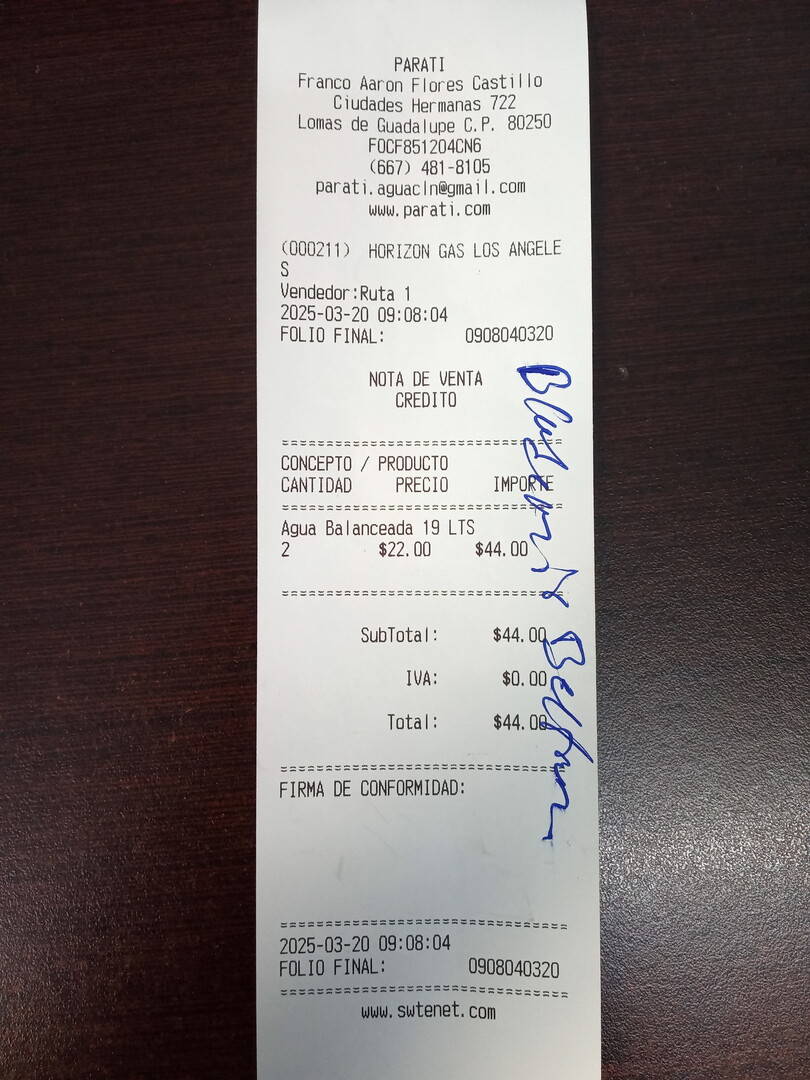 PARATI
Franco Aaron Flores Castillo
Ciudades Hermanas 722
Lomas de Guadalupe C.P. 80250
FOCF851204CN6
(667) 481-8105
parati.aguacln@gmail.com
www.parati.com
(000211) HORIZON GAS LOS ANGELE
S
Vendedor:Ruta 1
2025-03-20 09:08:04
FOLIO FINAL: 0908040320
NOTA DE VENTA
CREDITO
CONCEPTO / PRODUCTO
CANTIDAD PRECIO IMPORTE
Agua Balanceada 19 LTS
2 $22.00 $44.00
SubTotal: $44.00
IVA: $0.00
Total: $44.00
FIRMA DE CONFORMIDAD:
2025-03-20 09:08:04
FOLIO FINAL: 0908040320
www.swtenet.com
Beltran